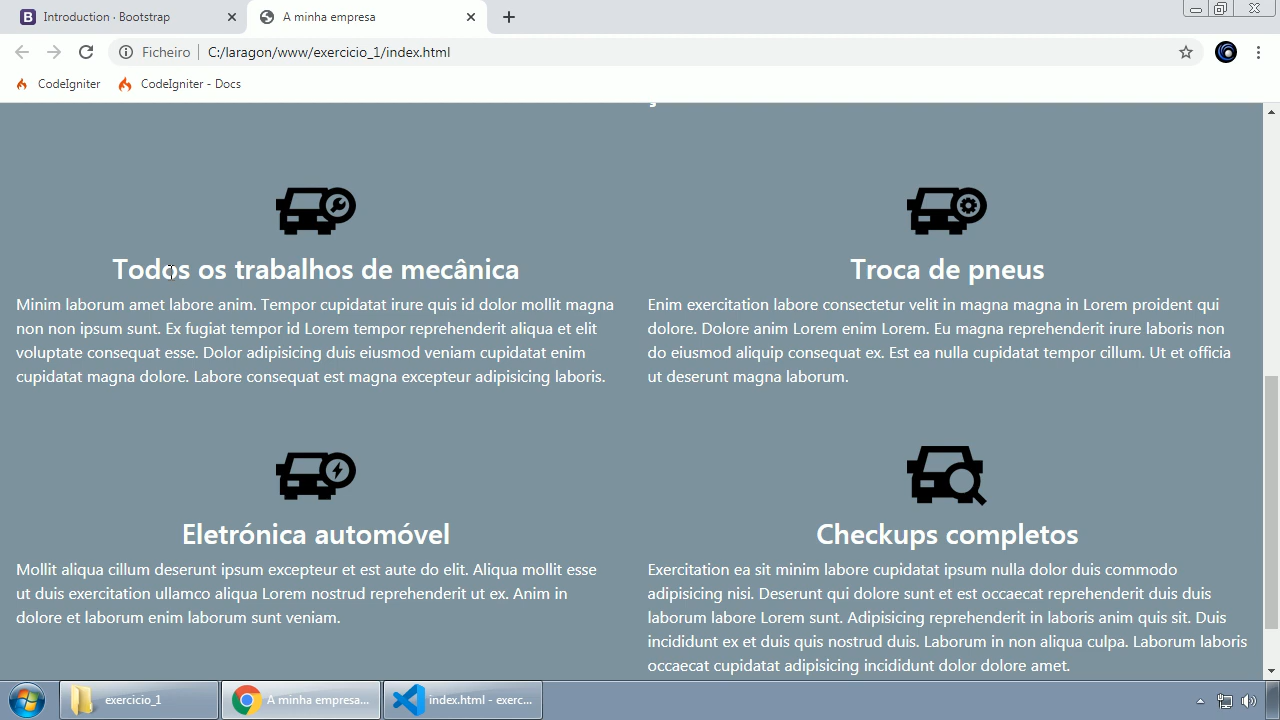 Introduction · Bootstrap
A minha empresa
Ficheiro
C:/laragon/www/exercicio_1/index.html
CodeIgniter
CodeIgniter - Docs
Todos os trabalhos de mecânica
Minim laborum amet labore anim. Tempor cupidatat irure quis id dolor mollit magna
non non ipsum sunt. Ex fugiat tempor id Lorem tempor reprehenderit aliqua et elit
voluptate consequat esse. Dolor adipisicing duis eiusmod veniam cupidatat enim
cupidatat magna dolore. Labore consequat est magna excepteur adipisicing laboris.
Troca de pneus
Enim exercitation labore consectetur velit in magna magna in Lorem proident qui
dolore. Dolore anim Lorem enim Lorem. Eu magna reprehenderit irure laboris non
do eiusmod aliquip consequat ex. Est ea nulla cupidatat tempor cillum. Ut et officia
ut deserunt magna laborum.
Eletrónica automóvel
Mollit aliqua cillum deserunt ipsum excepteur et est aute do elit. Aliqua mollit esse
ut duis exercitation ullamco aliqua Lorem nostrud reprehenderit ut ex. Anim in
dolore et laborum enim laborum sunt veniam.
Checkups completos
Exercitation ea sit minim labore cupidatat ipsum nulla dolor duis commodo
adipisicing nisi. Deserunt qui dolore sunt et est occaecat reprehenderit duis duis
laborum labore Lorem sunt. Adipisicing reprehenderit in laboris anim quis sit. Duis
incididunt ex et duis quis nostrud duis. Laborum in non aliqua culpa. Laborum laboris
occaecat cupidatat adipisicing incididunt dolor dolore amet.
exercicio_1
A minha empresa...
index.html - exerc...